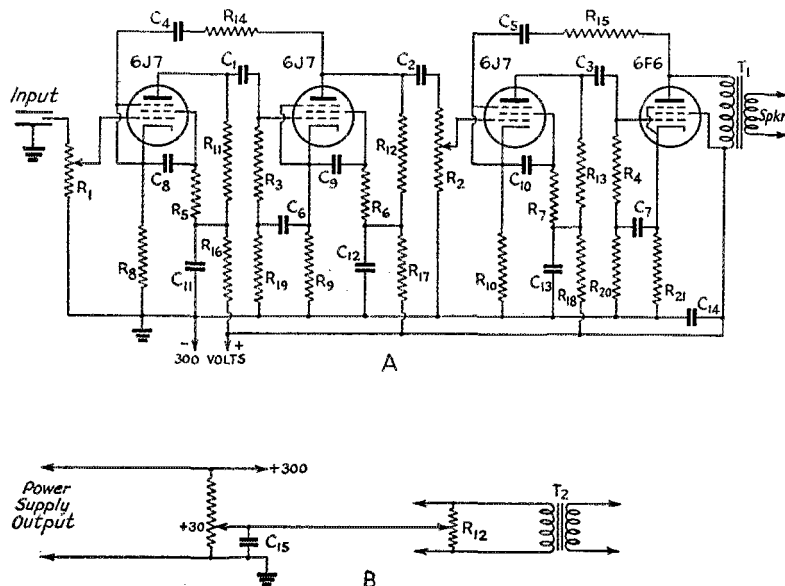 C4
R14
C5
R15
6J7
C1
6J7
C2
6J7
C3
6F6
T1
Input
Spkr
R1
C8
R11
R3
C9
R12
R2
C10
R13
R4
R5
C6
R6
R7
C7
R8
R16
C11
R19
R9
C12
R17
R10
C13
R18
R20
R21
C14
- +
300 VOLTS
A
+300
Power
Supply
Output
+30
C15
R12
T2
B